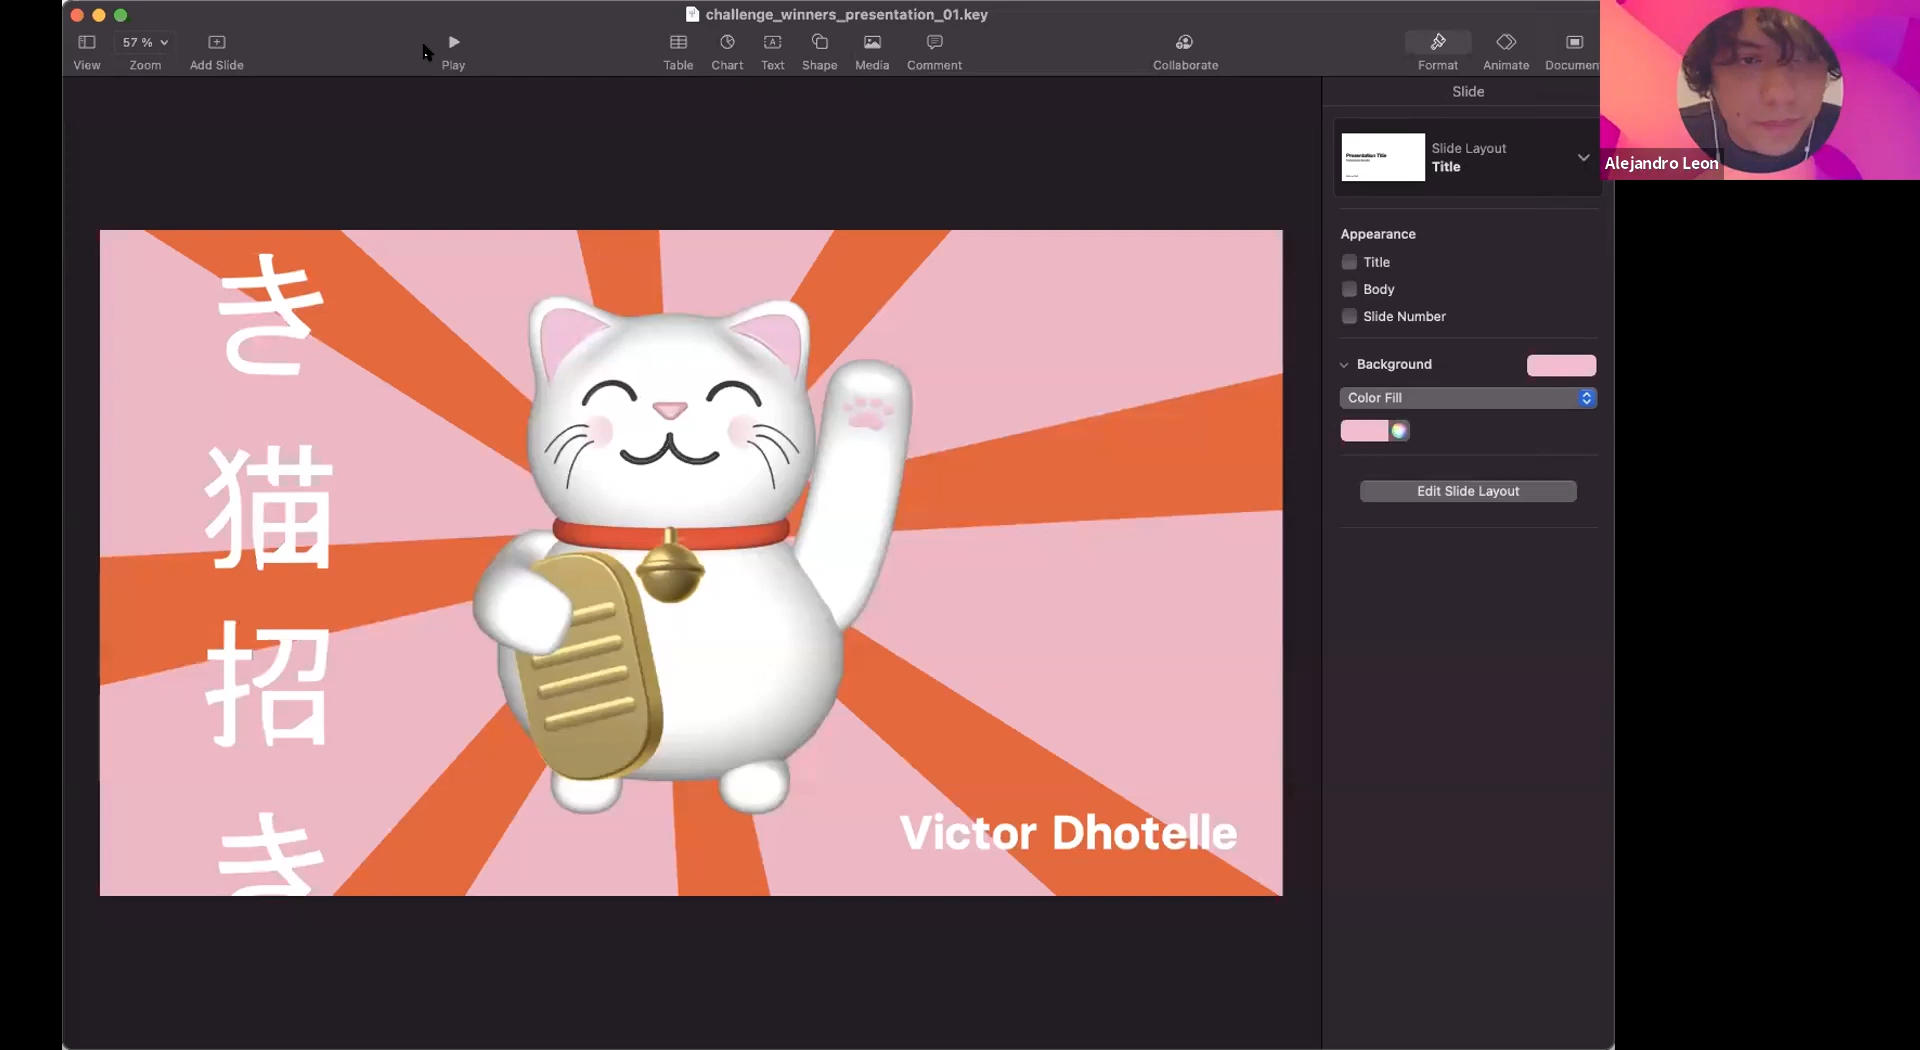 challenge_winners_presentation_01.key
57 %
View
Zoom
Add Slide
Play
Table
Chart
Text
Shape
Media
Comment
Collaborate
Format
Animate
Documen
Slide
Presentation Title
Slide Layout
Title
Alejandro Leon
Appearance
Title
Body
Slide Number
Background
Color Fill
Edit Slide Layout
き
猫
招
き
Victor Dhotelle